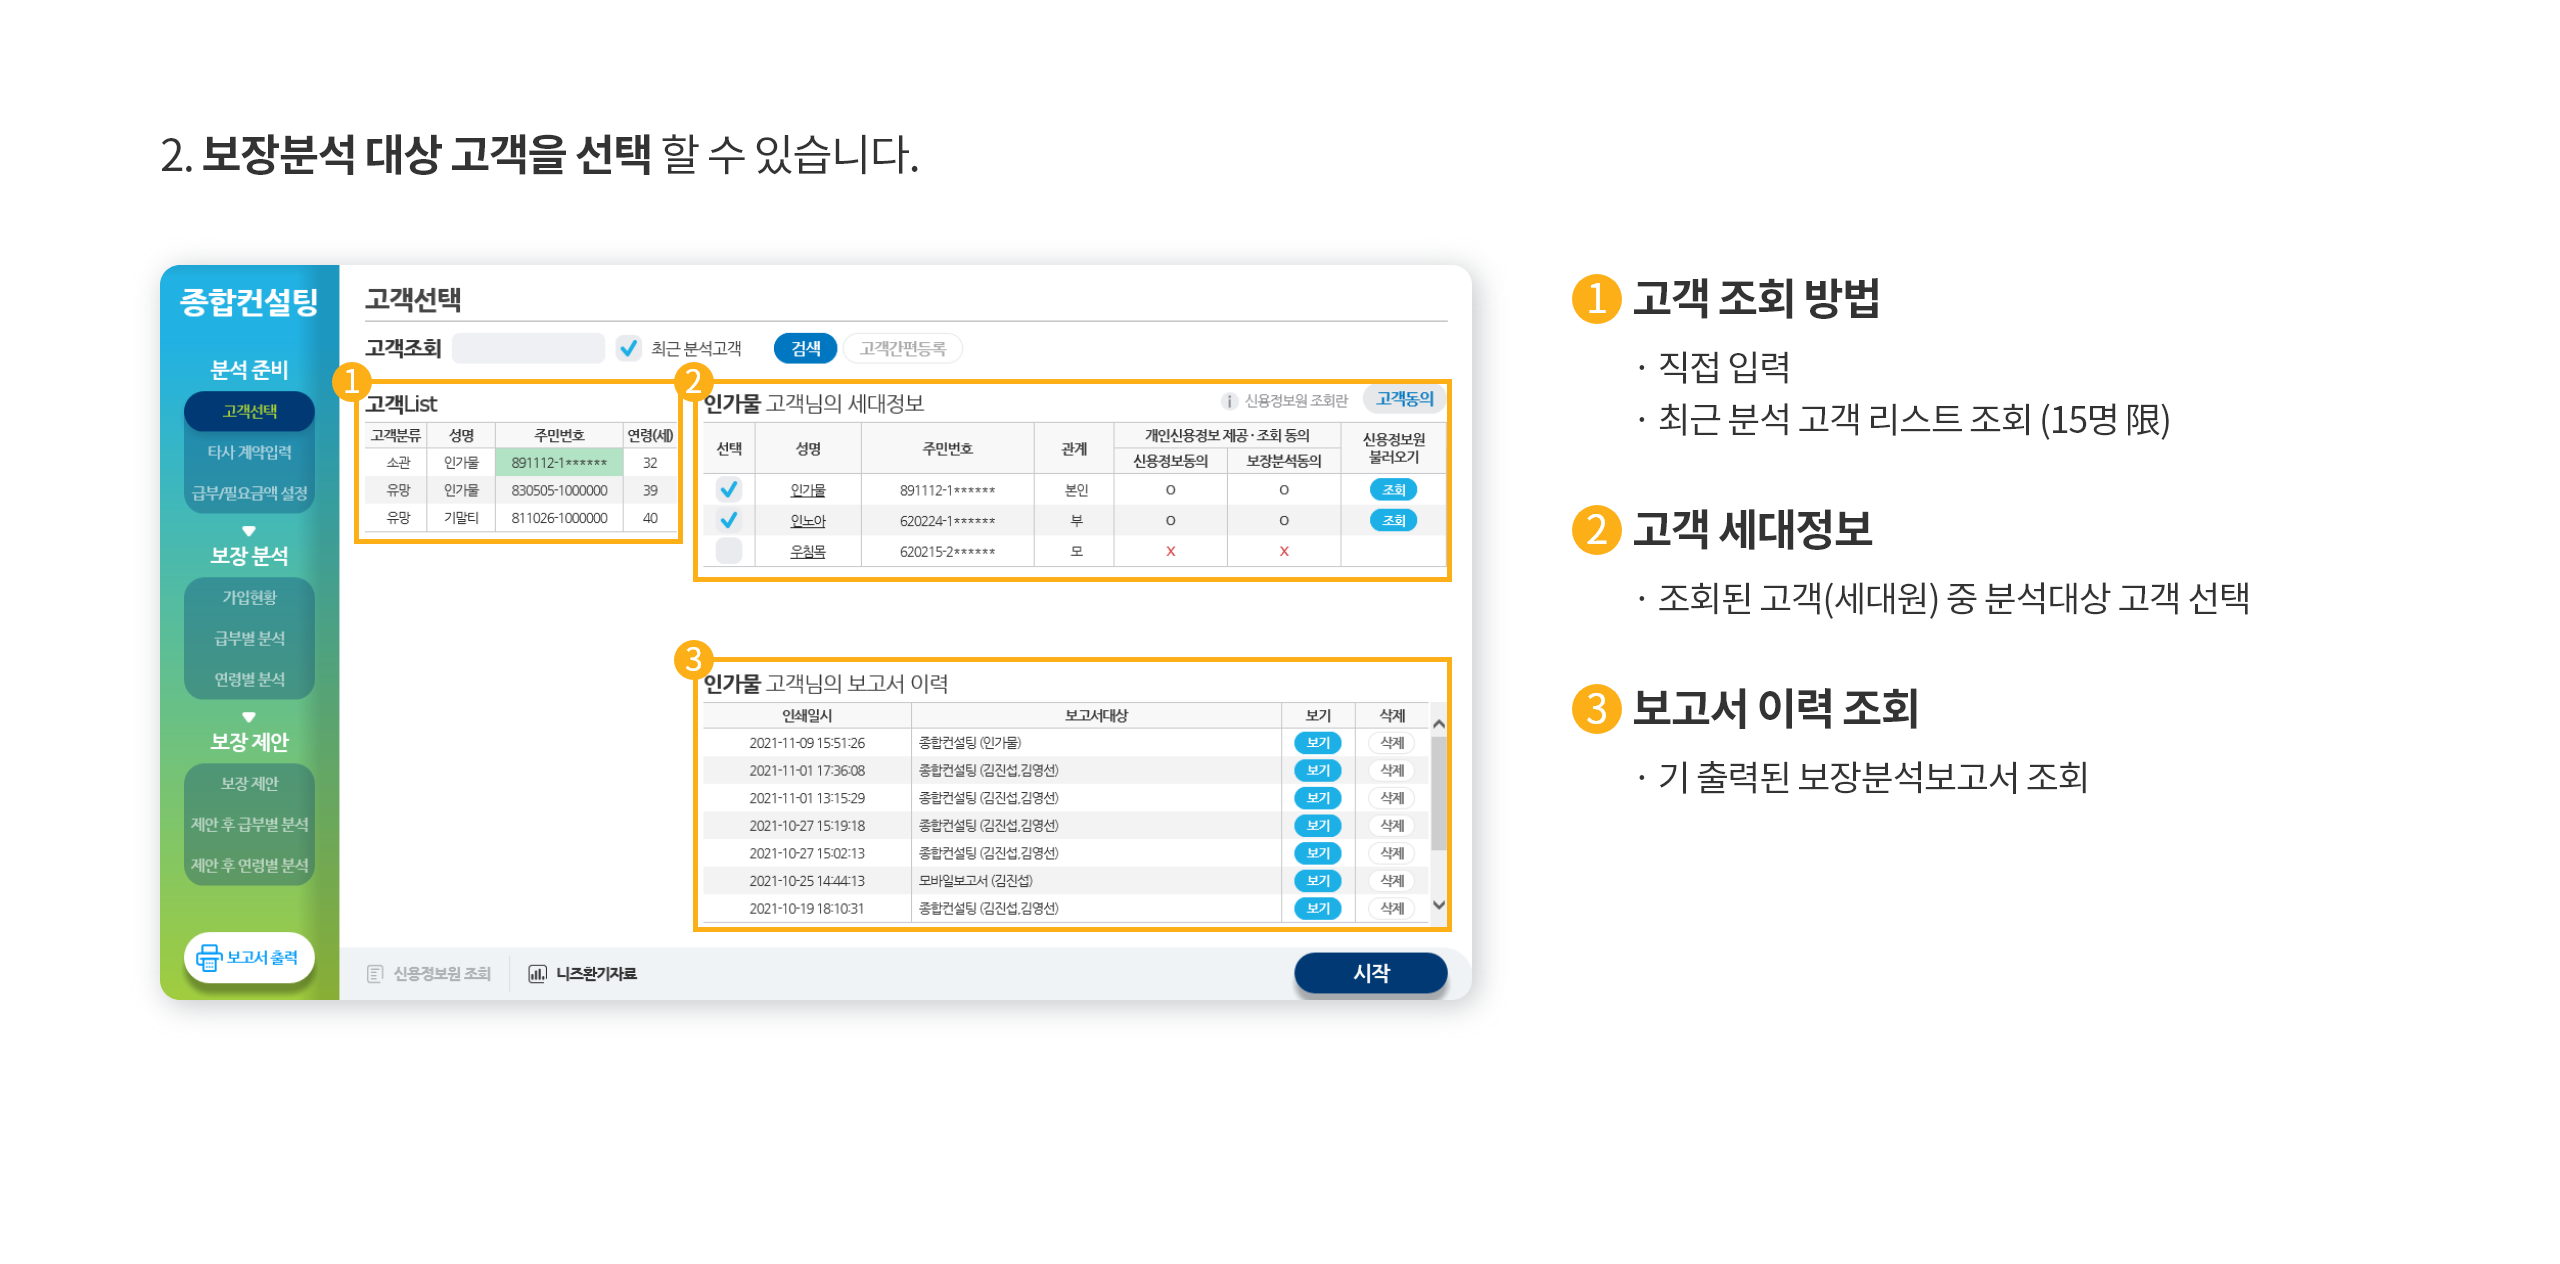 2. 보장분석 대상 고객을 선택 할 수 있습니다.
종합컨설팅
분석 준비
고객선택
타사 계약입력
급부/필요금액 설정
보장 분석
가입현황
급부별 분석
연령별 분석
보장 제안
보장 제안
제안 후 급부별 분석
제안 후 연령별 분석
보고서 출력
고객선택
고객조회 최근 분석고객 검색 고객간편등록
1
고객List
고객분류 성명 주민번호 연령(세)
소관 인가물 891112-1****** 32
유망 인가물 830505-1000000 39
유망 기말티 811026-1000000 40
2
인가물 고객님의 세대정보 i 신용정보원 조회란 고객동의
선택 성명 주민번호 관계 개인신용정보 제공·조회 동의 신용정보원 불러오기
신용정보동의 보장분석동의
인가물 891112-1****** 본인 O O 조회
인노아 620224-1****** 부 O O 조회
우침목 620215-2****** 모 X X
3
인가물 고객님의 보고서 이력
인쇄일시 보고서대상 보기 삭제
2021-11-09 15:51:26 종합컨설팅 (인가물) 보기 삭제
2021-11-01 17:36:08 종합컨설팅 (김진섭,김영선) 보기 삭제
2021-11-01 13:15:29 종합컨설팅 (김진섭,김영선) 보기 삭제
2021-10-27 15:19:18 종합컨설팅 (김진섭,김영선) 보기 삭제
2021-10-27 15:02:13 종합컨설팅 (김진섭,김영선) 보기 삭제
2021-10-25 14:44:13 모바일보고서 (김진섭) 보기 삭제
2021-10-19 18:10:31 종합컨설팅 (김진섭,김영선) 보기 삭제
신용정보원 조회 니즈환기자료 시작
1 고객 조회 방법
· 직접 입력
· 최근 분석 고객 리스트 조회 (15명 限)
2 고객 세대정보
· 조회된 고객(세대원) 중 분석대상 고객 선택
3 보고서 이력 조회
· 기 출력된 보장분석보고서 조회